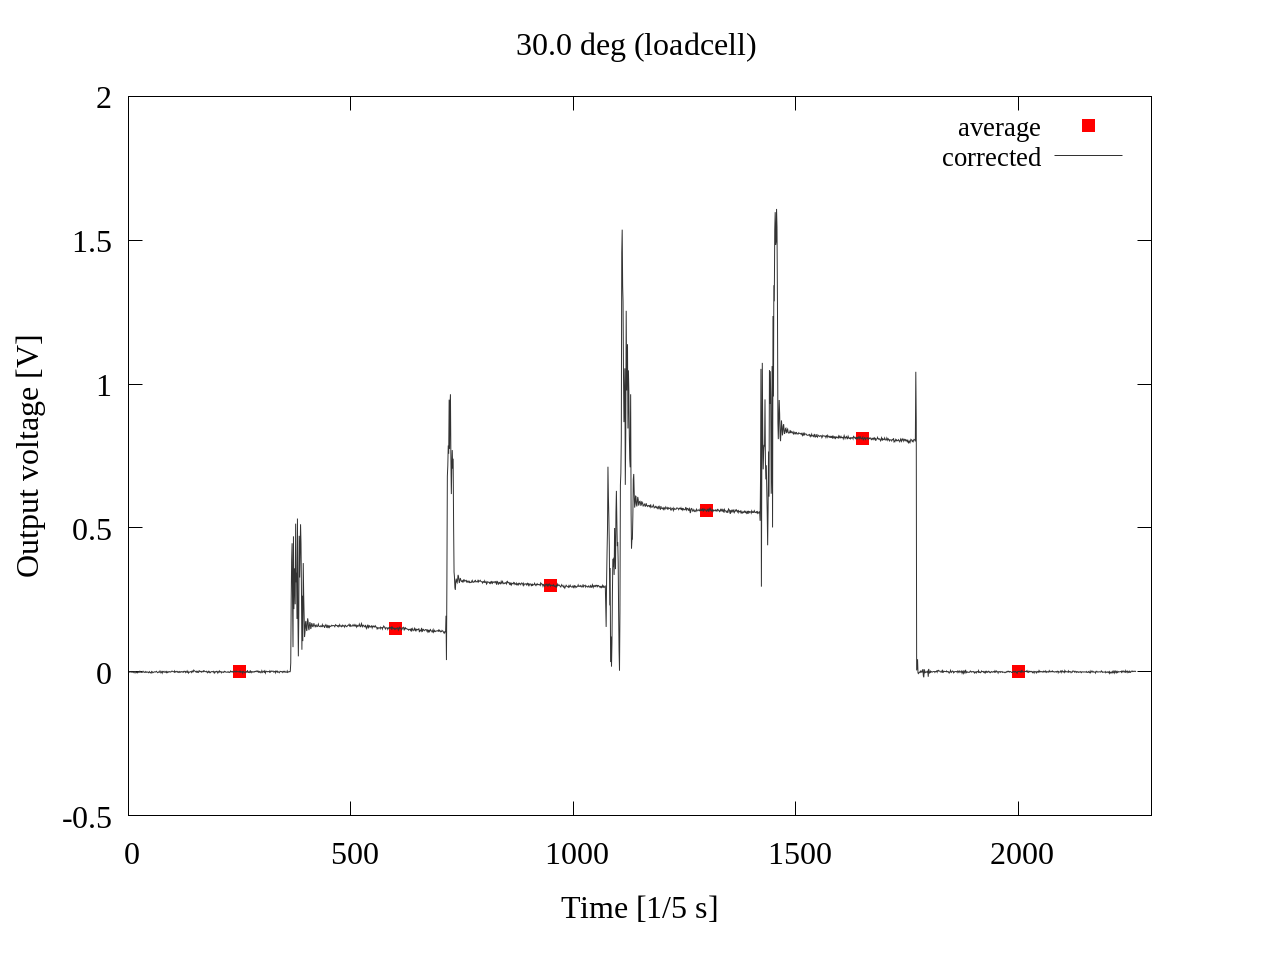 30.0 deg (loadcell)
2
average
corrected
1.5
1
0.5
0
-0.5
Output voltage [V]
0 500 1000 1500 2000
Time [1/5 s]